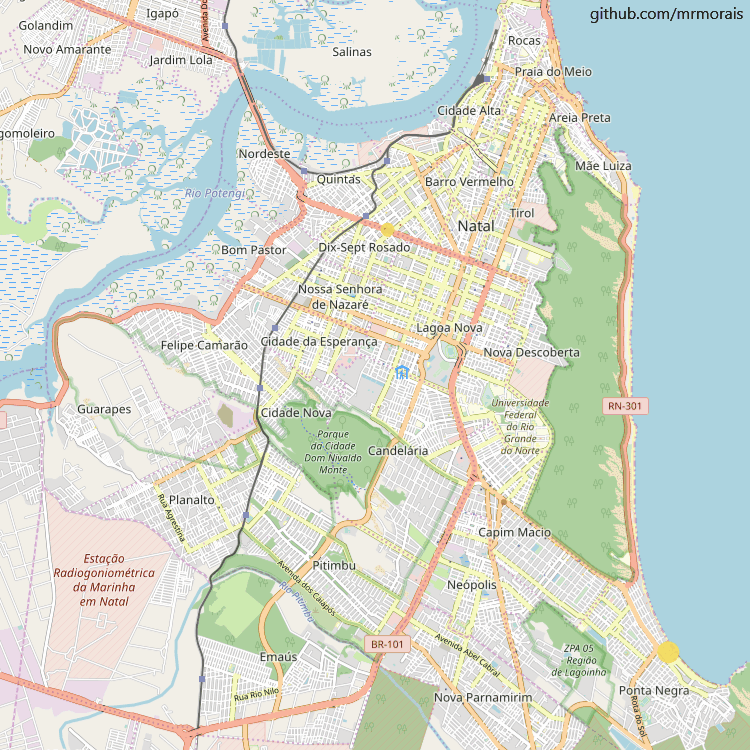 github.com/mrmorais
Igapó
Golandim
Novo Amarante
Avenida Do
Jardim Lola
Salinas
Rocas
Praia do Meio
Cidade Alta
Areia Preta
gomoleiro
Nordeste
Mãe Luiza
Quintas
Barro Vermelho
Rio Potengi
Tirol
Natal
Bom Pastor
Dix-Sept Rosado
Nossa Senhora
de Nazaré
Lagoa Nova
Felipe Camarão
Cidade da Esperança
Nova Descoberta
Guarapes
Cidade Nova
Universidade
Federal
do Rio
Grande
do Norte
RN-301
Parque
da Cidade
Dom Nivaldo
Monte
Candelária
Planalto
Rua Agrestina
Capim Macio
Estação
Radiogoniométrica
da Marinha
em Natal
Pitimbu
Avenida dos Caiapós
Rio Pitimbu
Neópolis
BR-101
Avenida Abel Cabral
ZPA 05
Região
de Lagoinha
Emaús
Rua Rio Nilo
Nova Parnamirim
Ponta Negra
Rota do Sol